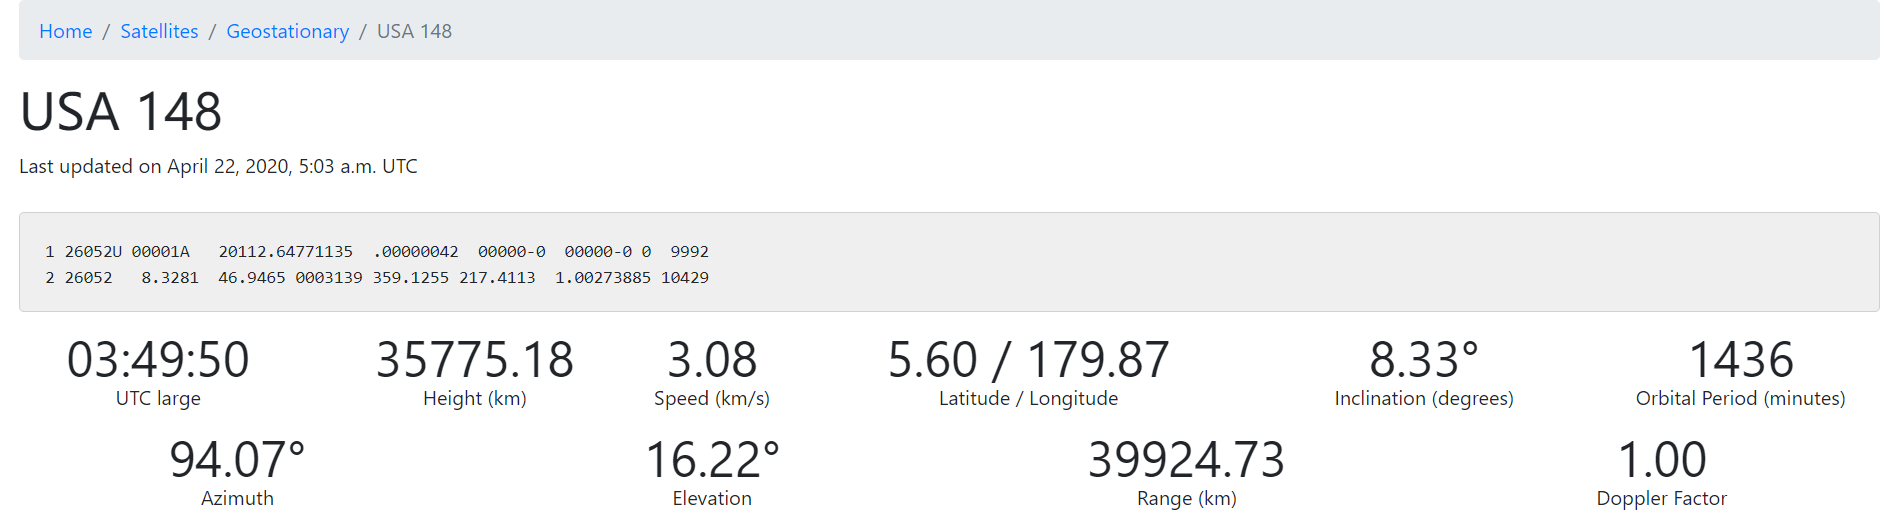 Home / Satellites / Geostationary / USA 148
USA 148
Last updated on April 22, 2020, 5:03 a.m. UTC
1 26052U 00001A   20112.64771135  .00000042  00000-0  00000-0 0  9992
2 26052   8.3281  46.9465 0003139 359.1255 217.4113  1.00273885 10429
03:49:50 35775.18 3.08 5.60 / 179.87 8.33° 1436
UTC large Height (km) Speed (km/s) Latitude / Longitude Inclination (degrees) Orbital Period (minutes)
94.07° 16.22° 39924.73 1.00
Azimuth Elevation Range (km) Doppler Factor